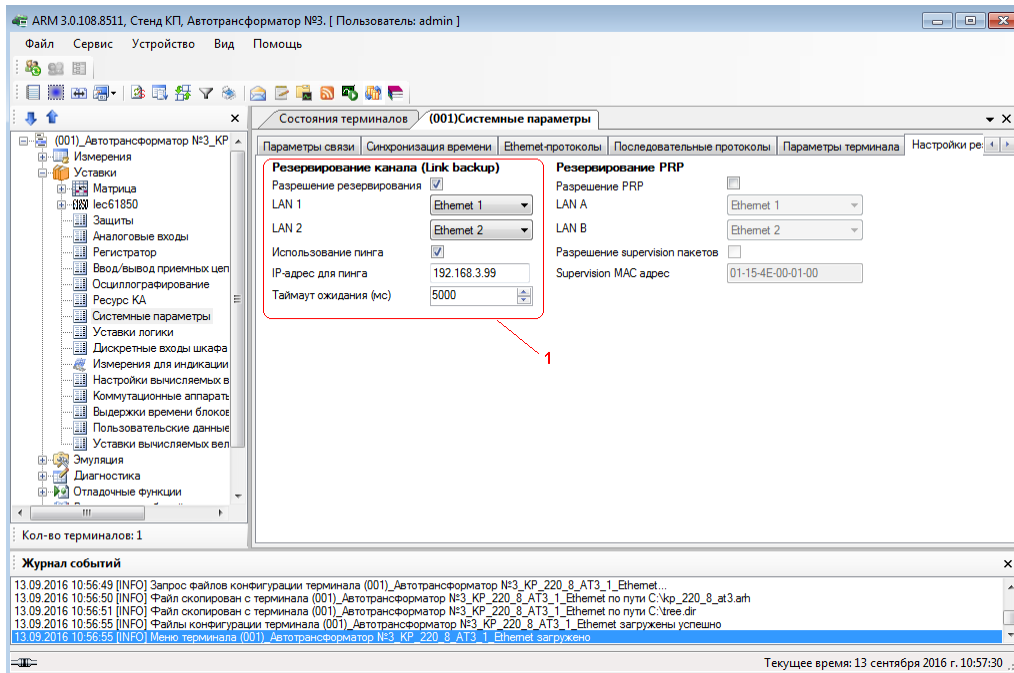 ARM 3.0.108.8511, Стенд КП, Автотрансформатор №3. [ Пользователь: admin ]
Файл Сервис Устройство Вид Помощь
Состояния терминалов (001)Системные параметры
(001)_Автотрансформатор №3_КР
Измерения
Уставки
Матрица
Iec61850
Защиты
Аналоговые входы
Регистратор
Ввод/вывод приемных цеп
Осциллографирование
Ресурс КА
Системные параметры
Уставки логики
Дискретные входы шкафа
Измерения для индикации
Настройки вычисляемых в
Коммутационные аппарать
Выдержки времени блоков
Пользовательские данные
Уставки вычисляемых вел
Эмуляция
Диагностика
Отладочные функции
Кол-во терминалов: 1
Параметры связи Синхронизация времени Ethernet-протоколы Последовательные протоколы Параметры терминала Настройки рез
Резервирование канала (Link backup)
Разрешение резервирования
LAN 1 Ethernet 1
LAN 2 Ethernet 2
Использование пинга
IP-адрес для пинга 192.168.3.99
Таймаут ожидания (мс) 5000
Резервирование PRP
Разрешение PRP
LAN A Ethernet 1
LAN B Ethernet 2
Разрешение supervision пакетов
Supervision MAC адрес 01-15-4E-00-01-00
1
Журнал событий
13.09.2016 10:56:49 [INFO] Запрос файлов конфигурации терминала (001)_Автотрансформатор №3_KP_220_8_AT3_1_Ethernet...
13.09.2016 10:56:50 [INFO] Файл скопирован с терминала (001)_Автотрансформатор №3_KP_220_8_AT3_1_Ethernet по пути C:\kp_220_8_at3.arh
13.09.2016 10:56:51 [INFO] Файл скопирован с терминала (001)_Автотрансформатор №3_KP_220_8_AT3_1_Ethernet по пути C:\tree.dir
13.09.2016 10:56:55 [INFO] Файлы конфигурации терминала (001)_Автотрансформатор №3_KP_220_8_AT3_1_Ethernet загружены успешно
13.09.2016 10:56:55 [INFO] Меню терминала (001)_Автотрансформатор №3_KP_220_8_AT3_1_Ethernet загружено
Текущее время: 13 сентября 2016 г. 10:57:30